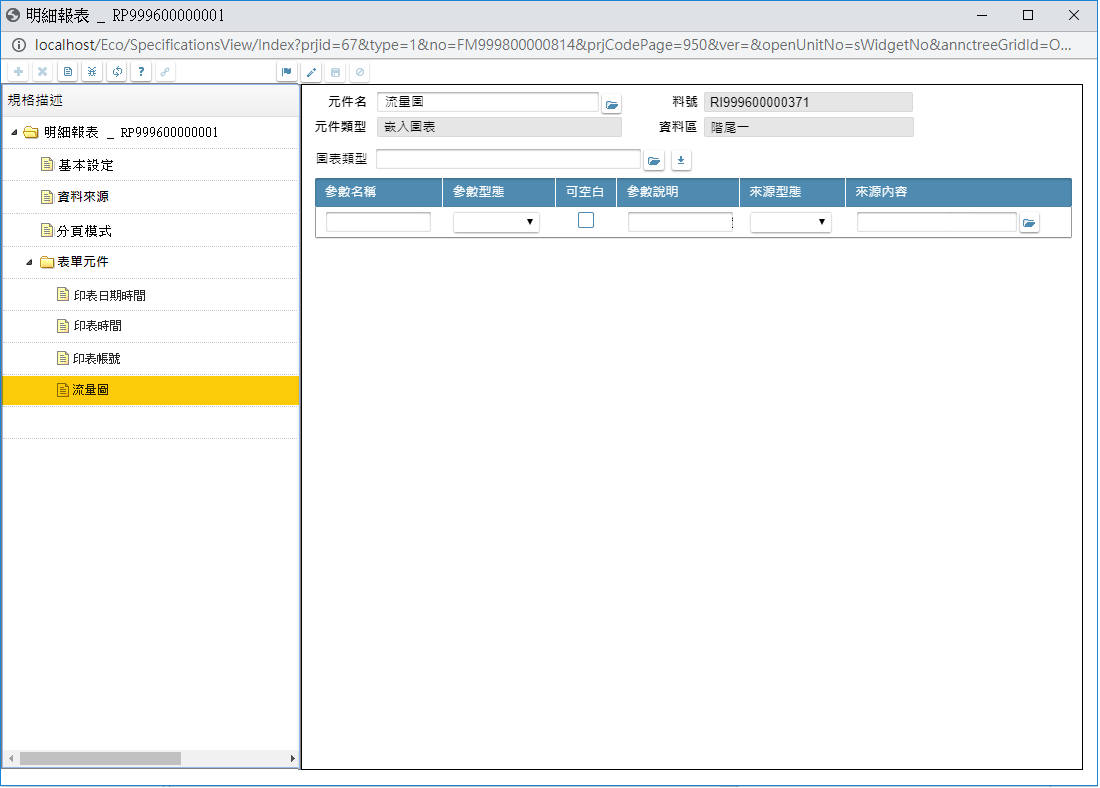 明細報表 _ RP999600000001
localhost/Eco/SpecificationsView/Index?prjid=67&type=1&no=FM999800000814&prjCodePage=950&ver=&openUnitNo=sWidgetNo&annctreeGridId=O...
?
規格描述
明細報表 _ RP999600000001
基本設定
資料來源
分頁模式
表單元件
印表日期時間
印表時間
印表帳號
流量圖
元件名 流量圖 料號 RI999600000371
元件類型 嵌入圖表 資料區 階尾一
圖表類型
參數名稱 參數型態 可空白 參數說明 來源型態 來源內容